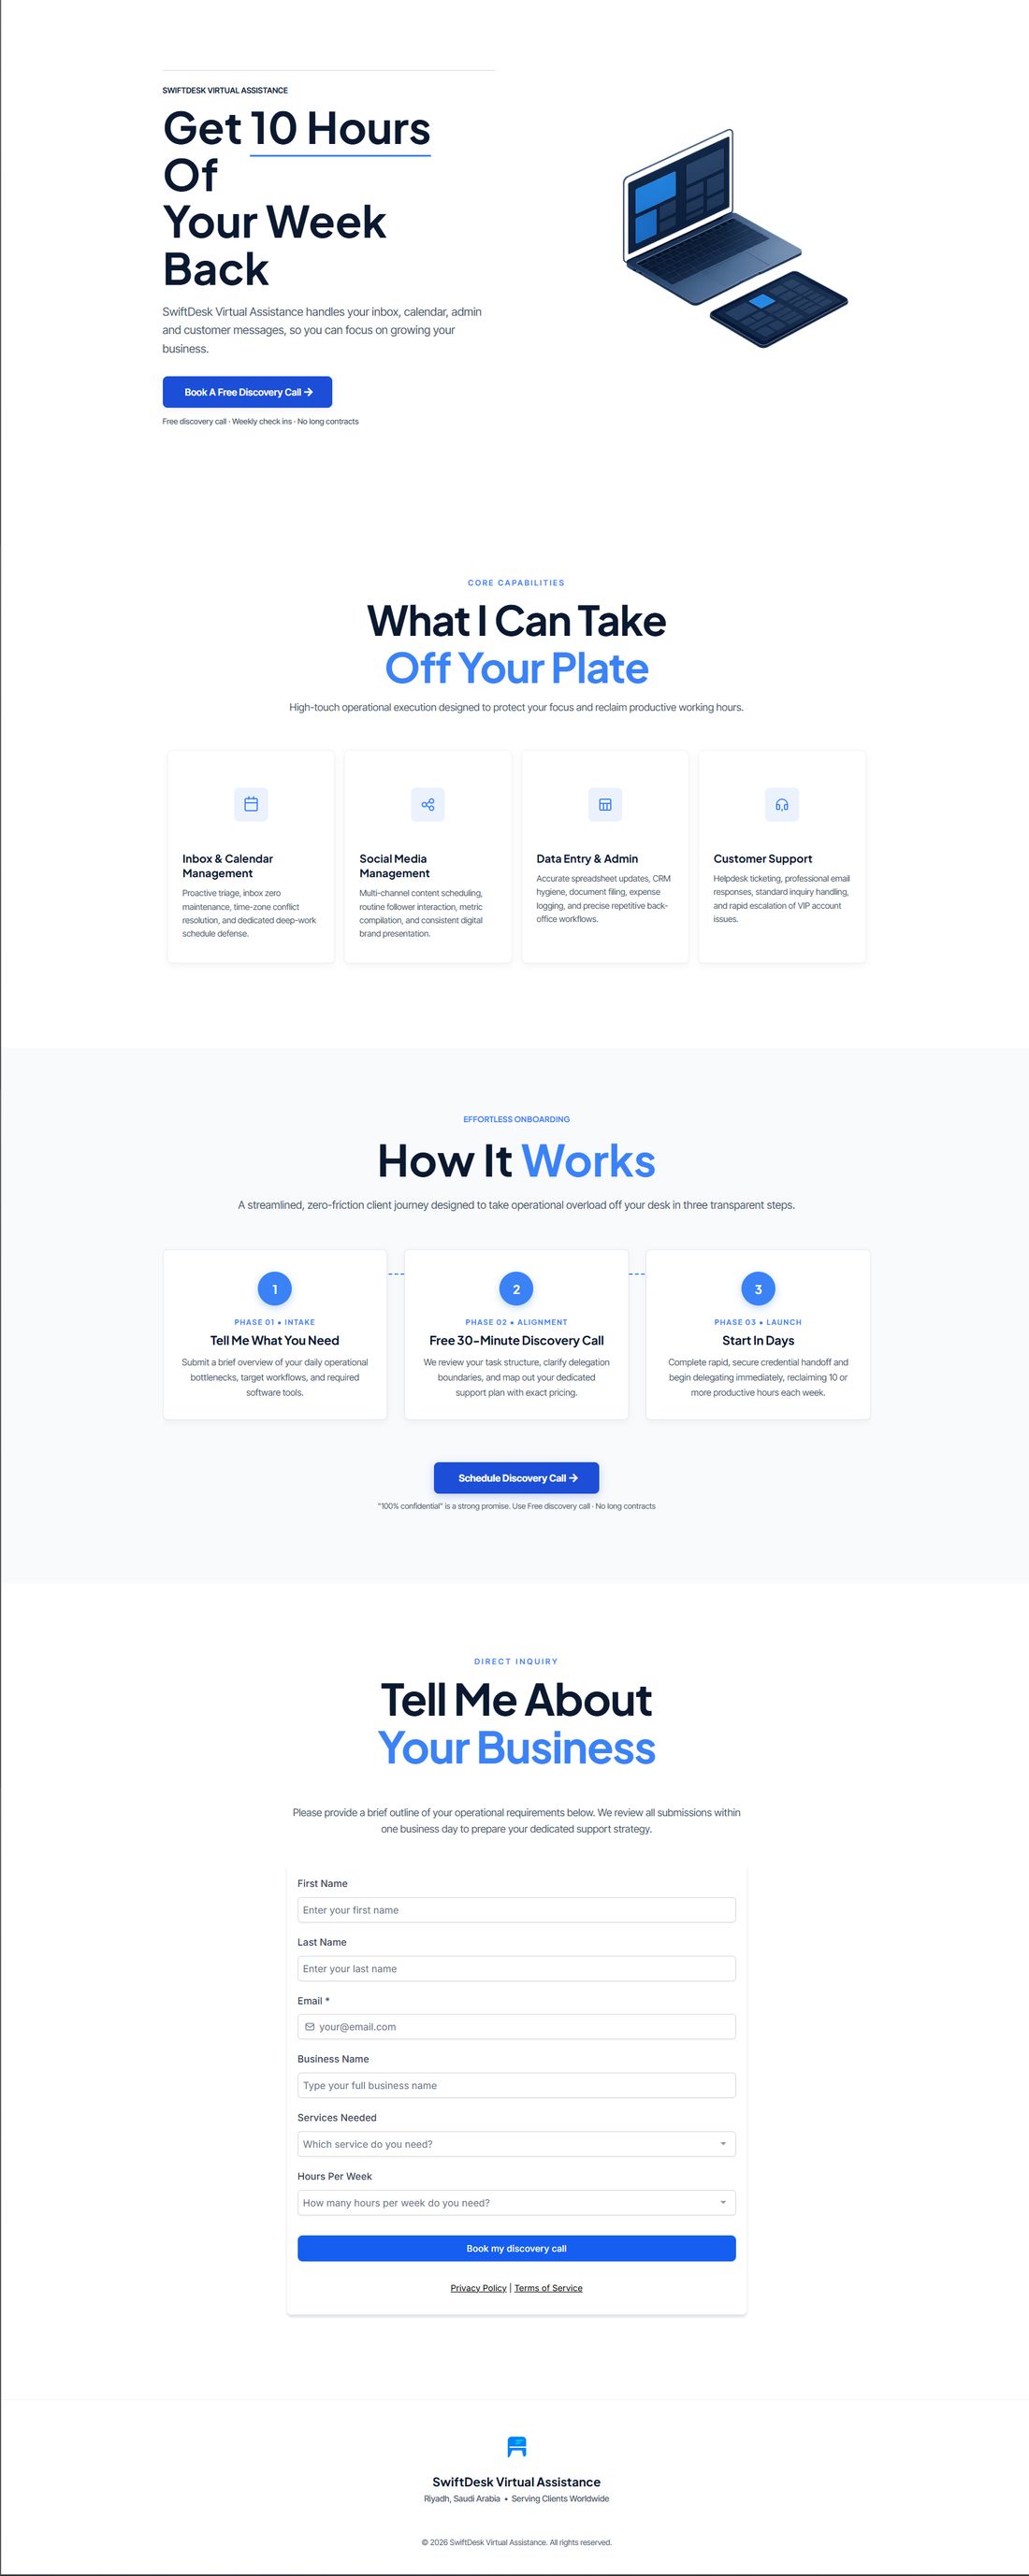 SWIFTDESK VIRTUAL ASSISTANCE
Get 10 Hours
Of
Your Week
Back
SwiftDesk Virtual Assistance handles your inbox, calendar, admin
and customer messages, so you can focus on growing your
business.
Book A Free Discovery Call →
Free discovery call · Weekly check ins · No long contracts
CORE CAPABILITIES
What I Can Take
Off Your Plate
High-touch operational execution designed to protect your focus and reclaim productive working hours.
Inbox & Calendar
Management
Proactive triage, inbox zero
maintenance, time-zone conflict
resolution, and dedicated deep-work
schedule defense.
Social Media
Management
Multi-channel content scheduling,
routine follower interaction, metric
compilation, and consistent digital
brand presentation.
Data Entry & Admin
Accurate spreadsheet updates, CRM
hygiene, document filing, expense
logging, and precise repetitive back-
office workflows.
Customer Support
Helpdesk ticketing, professional email
responses, standard inquiry handling,
and rapid escalation of VIP account
issues.
EFFORTLESS ONBOARDING
How It Works
A streamlined, zero-friction client journey designed to take operational overload off your desk in three transparent steps.
1
PHASE 01 • INTAKE
Tell Me What You Need
Submit a brief overview of your daily operational
bottlenecks, target workflows, and required
software tools.
2
PHASE 02 • ALIGNMENT
Free 30-Minute Discovery Call
We review your task structure, clarify delegation
boundaries, and map out your dedicated
support plan with exact pricing.
3
PHASE 03 • LAUNCH
Start In Days
Complete rapid, secure credential handoff and
begin delegating immediately, reclaiming 10 or
more productive hours each week.
Schedule Discovery Call →
"100% confidential" is a strong promise. Use Free discovery call · No long contracts
DIRECT INQUIRY
Tell Me About
Your Business
Please provide a brief outline of your operational requirements below. We review all submissions within
one business day to prepare your dedicated support strategy.
First Name
Enter your first name
Last Name
Enter your last name
Email *
your@email.com
Business Name
Type your full business name
Services Needed
Which service do you need?
Hours Per Week
How many hours per week do you need?
Book my discovery call
Privacy Policy | Terms of Service
SwiftDesk Virtual Assistance
Riyadh, Saudi Arabia • Serving Clients Worldwide
© 2026 SwiftDesk Virtual Assistance. All rights reserved.